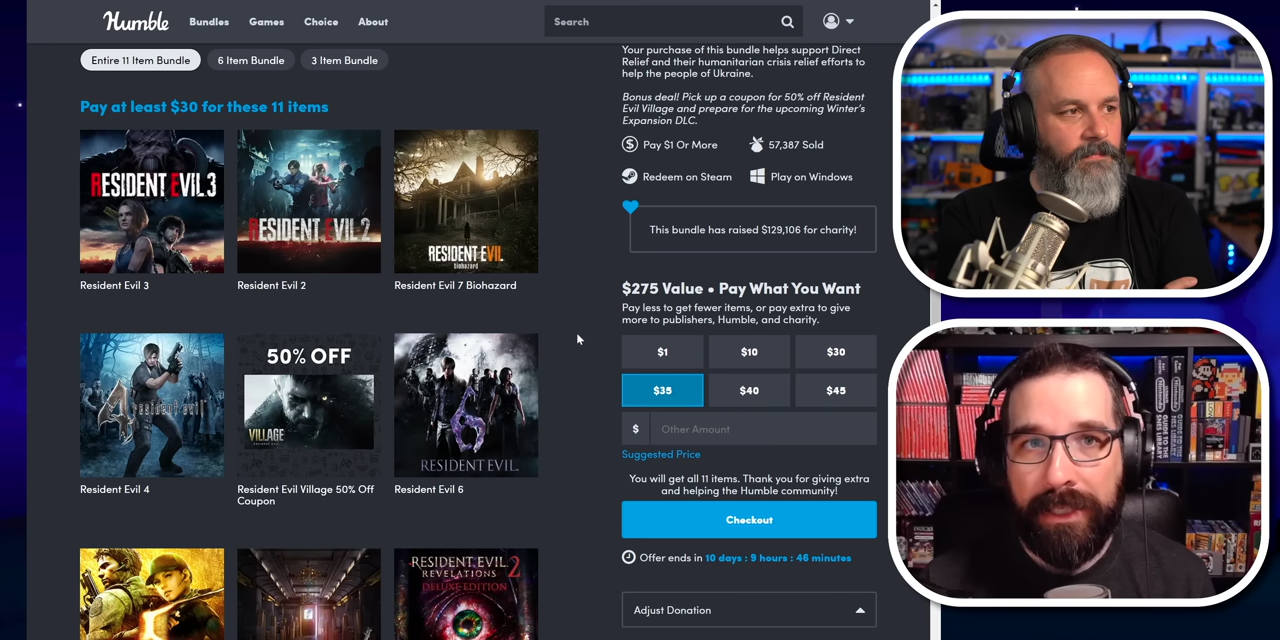 Humble
Bundles
Games
Choice
About
Search
Entire 11 Item Bundle
6 Item Bundle
3 Item Bundle
Pay at least $30 for these 11 items
RESIDENT EVIL 3
RESIDENT EVIL 2
RESIDENT EVIL
biohazard
Resident Evil 3
Resident Evil 2
Resident Evil 7 Biohazard
resident evil
4
50% OFF
VILLAGE
RESIDENT EVIL
6
Resident Evil 4
Resident Evil Village 50% Off
Coupon
Resident Evil 6
RESIDENT EVIL
REVELATIONS 2
DELUXE EDITION
Your purchase of this bundle helps support Direct
Relief and their humanitarian crisis relief efforts to
help the people of Ukraine.
Bonus deal! Pick up a coupon for 50% off Resident
Evil Village and prepare for the upcoming Winter's
Expansion DLC.
Pay $1 Or More
57,387 Sold
Redeem on Steam
Play on Windows
This bundle has raised $129,106 for charity!
$275 Value • Pay What You Want
Pay less to get fewer items, or pay extra to give
more to publishers, Humble, and charity.
$1
$10
$30
$35
$40
$45
$
Other Amount
Suggested Price
You will get all 11 items. Thank you for giving extra
and helping the Humble community!
Checkout
Offer ends in 10 days : 9 hours : 46 minutes
Adjust Donation